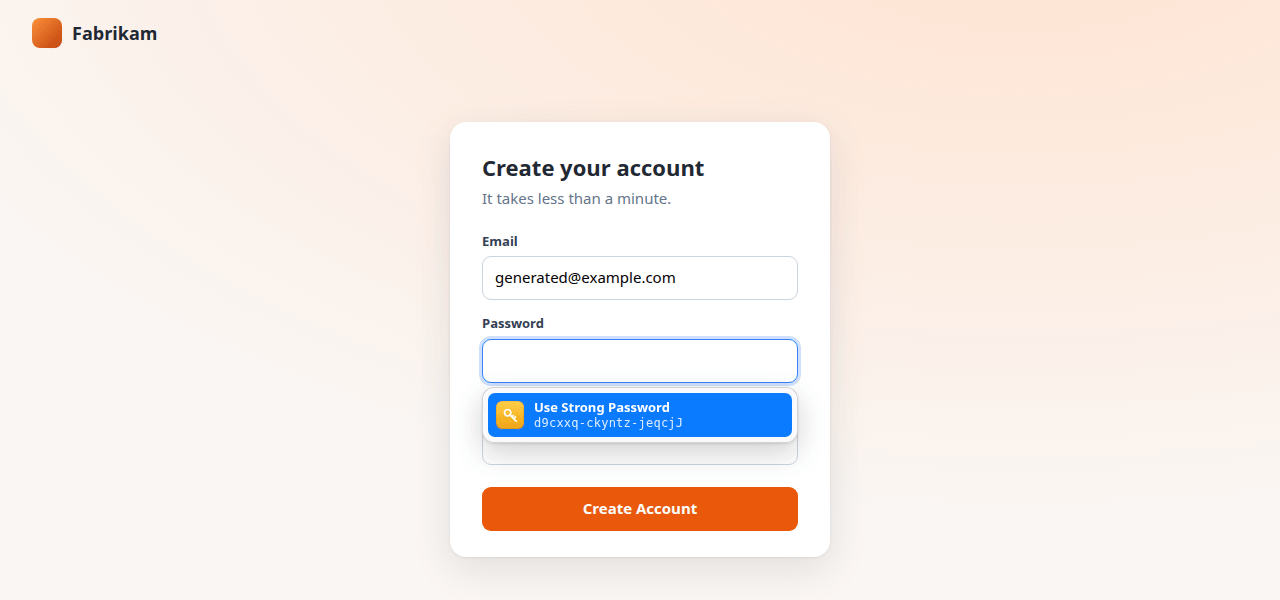 Fabrikam
Create your account
It takes less than a minute.
Email
generated@example.com
Password
Use Strong Password
d9cxxq-ckyntz-jeqcjJ
Create Account